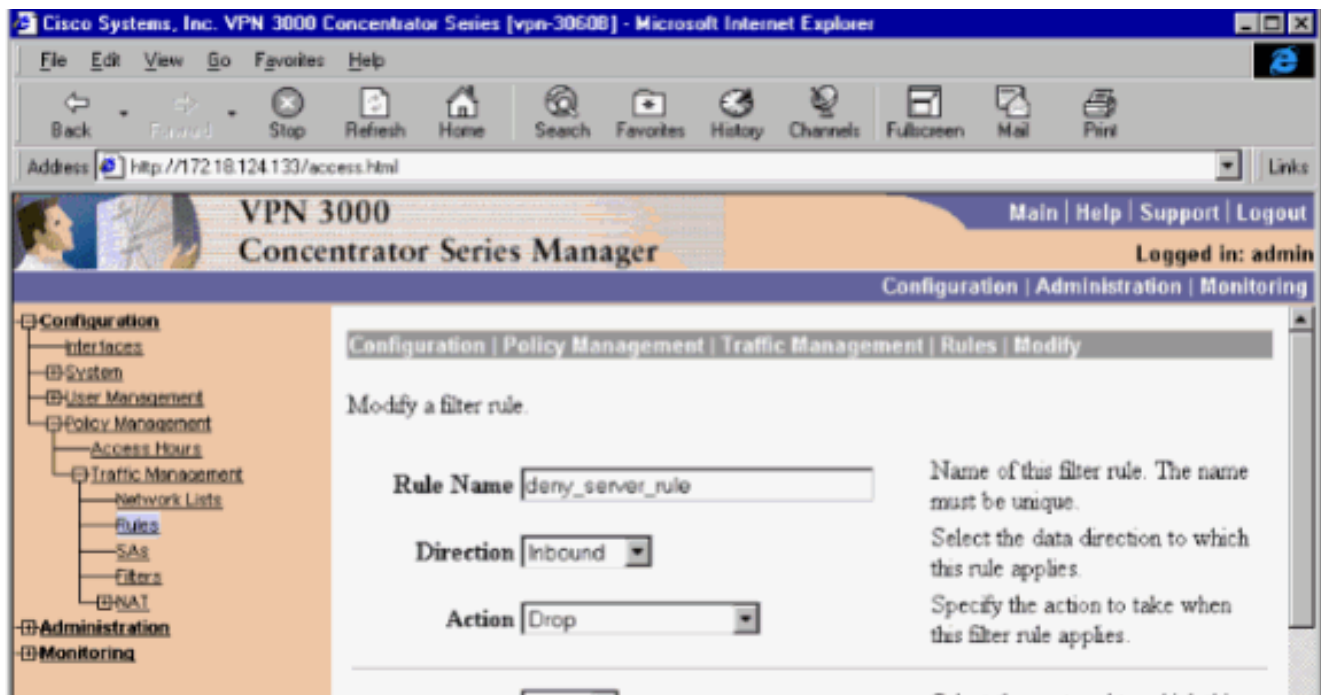 Cisco Systems, Inc. VPN 3000 Concentrator Series [vpn-3060B] - Microsoft Internet Explorer
File Edit View Go Favorites Help
Back Forward Stop Refresh Home Search Favorites History Channels Fullscreen Mail Print
Address http://172.18.124.133/access.html Links
VPN 3000
Concentrator Series Manager
Main | Help | Support | Logout
Logged in: admin
Configuration | Administration | Monitoring
Configuration
Interfaces
System
User Management
Policy Management
Access Hours
Traffic Management
Network Lists
Rules
SAs
Filters
NAT
Administration
Monitoring
Configuration | Policy Management | Traffic Management | Rules | Modify
Modify a filter rule.
Rule Name deny_server_rule
Name of this filter rule. The name
must be unique.
Direction Inbound
Select the data direction to which
this rule applies.
Action Drop
Specify the action to take when
this filter rule applies.